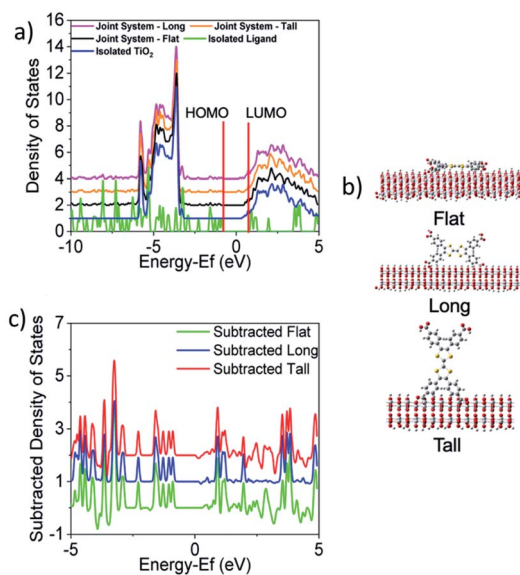 a)
Joint System - Long Joint System - Tall
Joint System - Flat Isolated Ligand
Isolated TiO2
Density of States
16
14
12
10
8
6
4
2
0
HOMO LUMO
-10 -5 0 5
Energy-Ef (eV)
b)
Flat
Long
Tall
c)
Subtracted Density of States
7
5
3
1
-1
Subtracted Flat
Subtracted Long
Subtracted Tall
-5 0 5
Energy-Ef (eV)